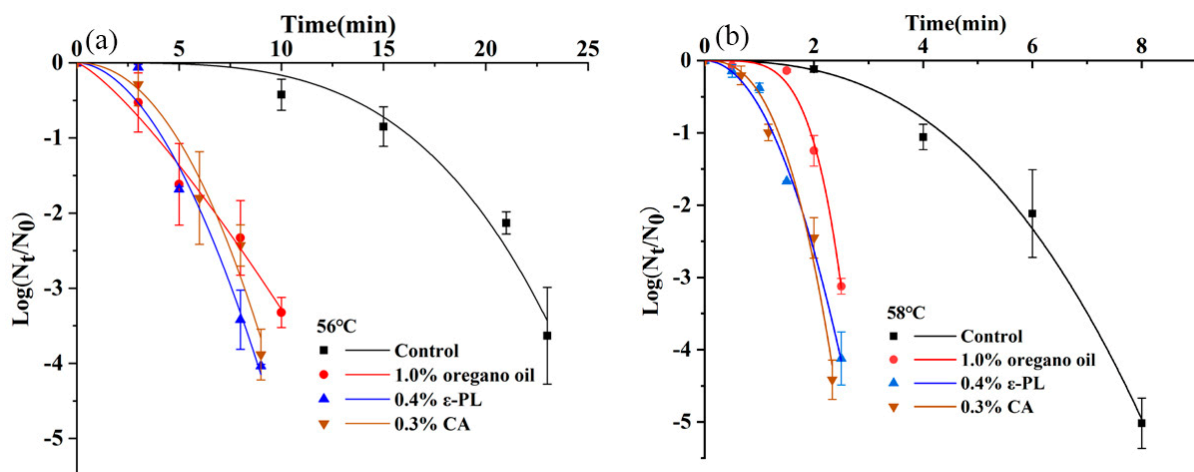 Time(min)
(a)
0 5 10 15 20 25
0
-1
-2
-3
-4
-5
Log(Nt/N0)
56°C
Control
1.0% oregano oil
0.4% ε-PL
0.3% CA
Time(min)
(b)
0 2 4 6 8
0
-1
-2
-3
-4
-5
Log(Nt/N0)
58°C
Control
1.0% oregano oil
0.4% ε-PL
0.3% CA